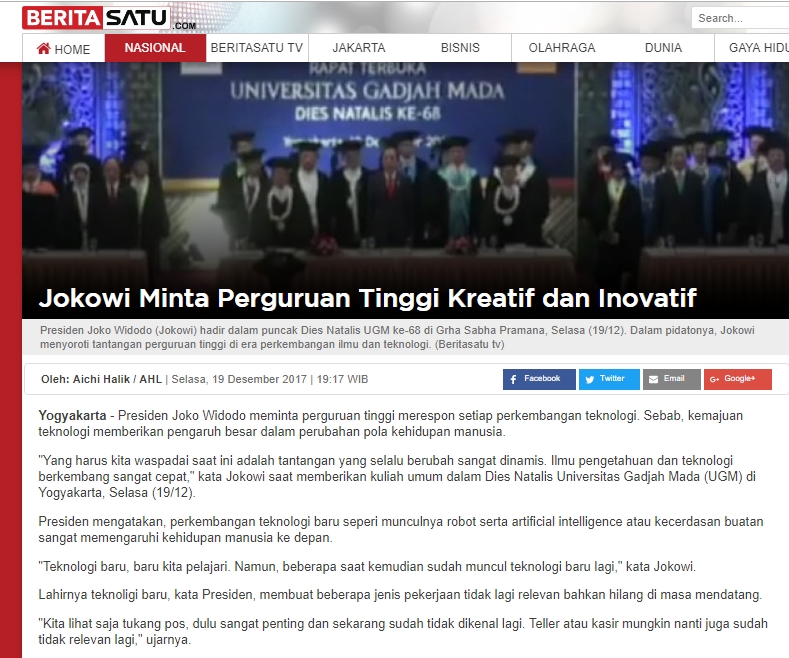 BERITA SATU .COM
Search...
HOME
NASIONAL
BERITASATU TV
JAKARTA
BISNIS
OLAHRAGA
DUNIA
GAYA HIDU
RAPAT TERBUKA
UNIVERSITAS GADJAH MADA
DIES NATALIS KE-68
Jokowi Minta Perguruan Tinggi Kreatif dan Inovatif
Presiden Joko Widodo (Jokowi) hadir dalam puncak Dies Natalis UGM ke-68 di Grha Sabha Pramana, Selasa (19/12). Dalam pidatonya, Jokowi
menyoroti tantangan perguruan tinggi di era perkembangan ilmu dan teknologi. (Beritasatu tv)
Oleh: Aichi Halik / AHL | Selasa, 19 Desember 2017 | 19:17 WIB
Facebook
Twitter
Email
G+ Google+
Yogyakarta - Presiden Joko Widodo meminta perguruan tinggi merespon setiap perkembangan teknologi. Sebab, kemajuan
teknologi memberikan pengaruh besar dalam perubahan pola kehidupan manusia.
"Yang harus kita waspadai saat ini adalah tantangan yang selalu berubah sangat dinamis. Ilmu pengetahuan dan teknologi
berkembang sangat cepat," kata Jokowi saat memberikan kuliah umum dalam Dies Natalis Universitas Gadjah Mada (UGM) di
Yogyakarta, Selasa (19/12).
Presiden mengatakan, perkembangan teknologi baru seperi munculnya robot serta artificial intelligence atau kecerdasan buatan
sangat memengaruhi kehidupan manusia ke depan.
"Teknologi baru, baru kita pelajari. Namun, beberapa saat kemudian sudah muncul teknologi baru lagi," kata Jokowi.
Lahirnya teknoligi baru, kata Presiden, membuat beberapa jenis pekerjaan tidak lagi relevan bahkan hilang di masa mendatang.
"Kita lihat saja tukang pos, dulu sangat penting dan sekarang sudah tidak dikenal lagi. Teller atau kasir mungkin nanti juga sudah
tidak relevan lagi," ujarnya.